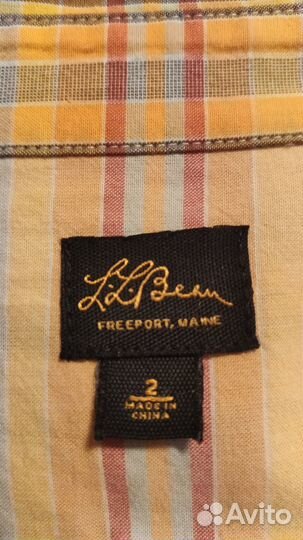 L.L.Bean
FREEPORT, MAINE
2
MADE IN
CHINA
Avito